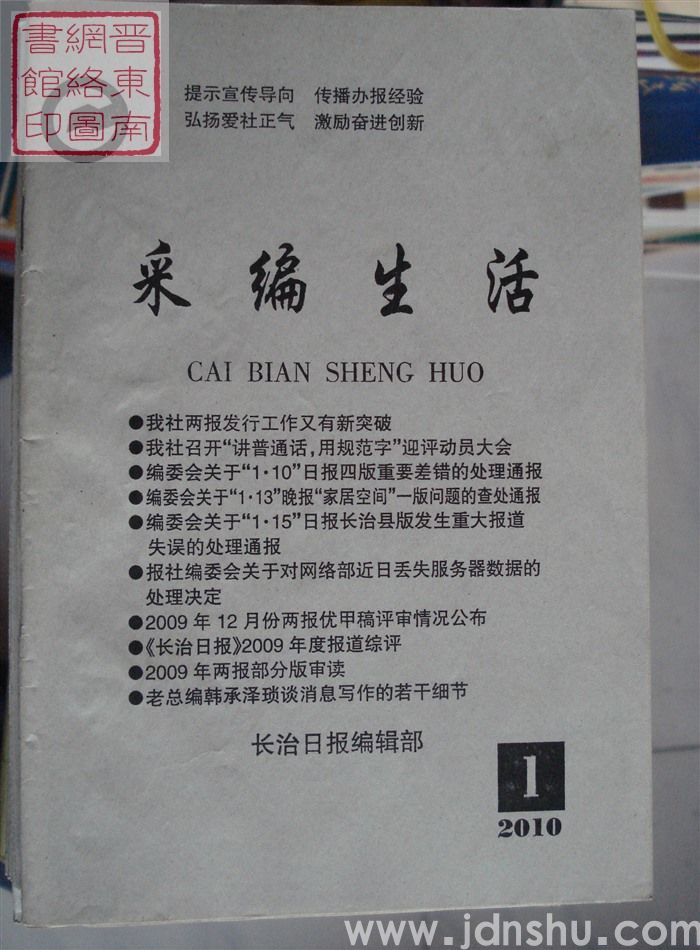 晋东南
網絡圖
書館印
提示宣传导向 传播办报经验
弘扬爱社正气 激励奋进创新
采编生活
CAI BIAN SHENG HUO
●我社两报发行工作又有新突破
●我社召开“讲普通话,用规范字”迎评动员大会
●编委会关于“1·10”日报四版重要差错的处理通报
●编委会关于“1·13”晚报“家居空间”一版问题的查处通报
●编委会关于“1·15”日报长治县版发生重大报道
失误的处理通报
●报社编委会关于对网络部近日丢失服务器数据的
处理决定
●2009年12月份两报优甲稿评审情况公布
●《长治日报》2009年度报道综评
●2009年两报部分版审读
●老总编韩承泽琐谈消息写作的若干细节
长治日报编辑部
1
2010
www.jdnshu.com